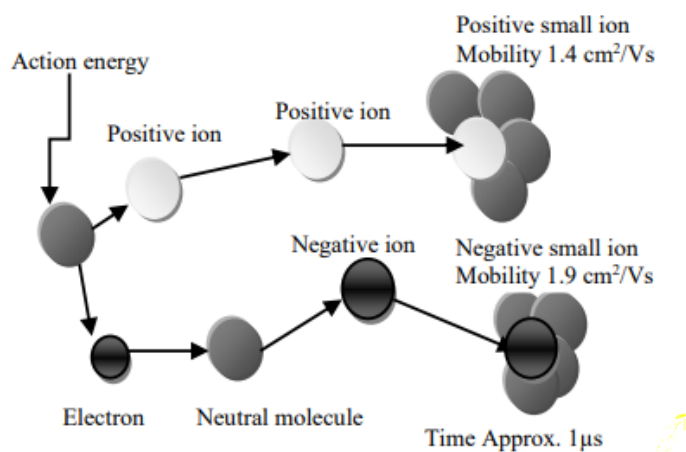 Positive small ion
Mobility 1.4 cm²/Vs
Action energy
Positive ion
Positive ion
Negative ion
Negative small ion
Mobility 1.9 cm²/Vs
Electron
Neutral molecule
Time Approx. 1µs